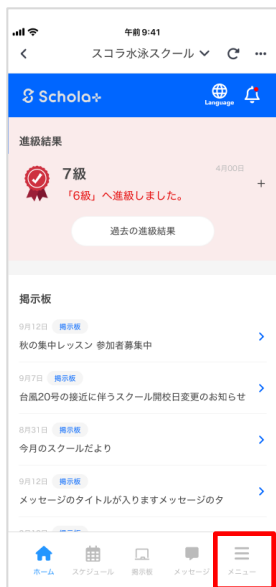 午前9:41
スコラ水泳スクール
Schola+
Language
進級結果
4月00日
7級
「6級」へ進級しました。
過去の進級結果
掲示板
9月12日 掲示板
秋の集中レッスン 参加者募集中
9月7日 掲示板
台風20号の接近に伴うスクール開校日変更のお知らせ
8月31日 掲示板
今月のスクールだより
9月12日 掲示板
メッセージのタイトルが入りますメッセージのタ
ホーム スケジュール 掲示板 メッセージ メニュー